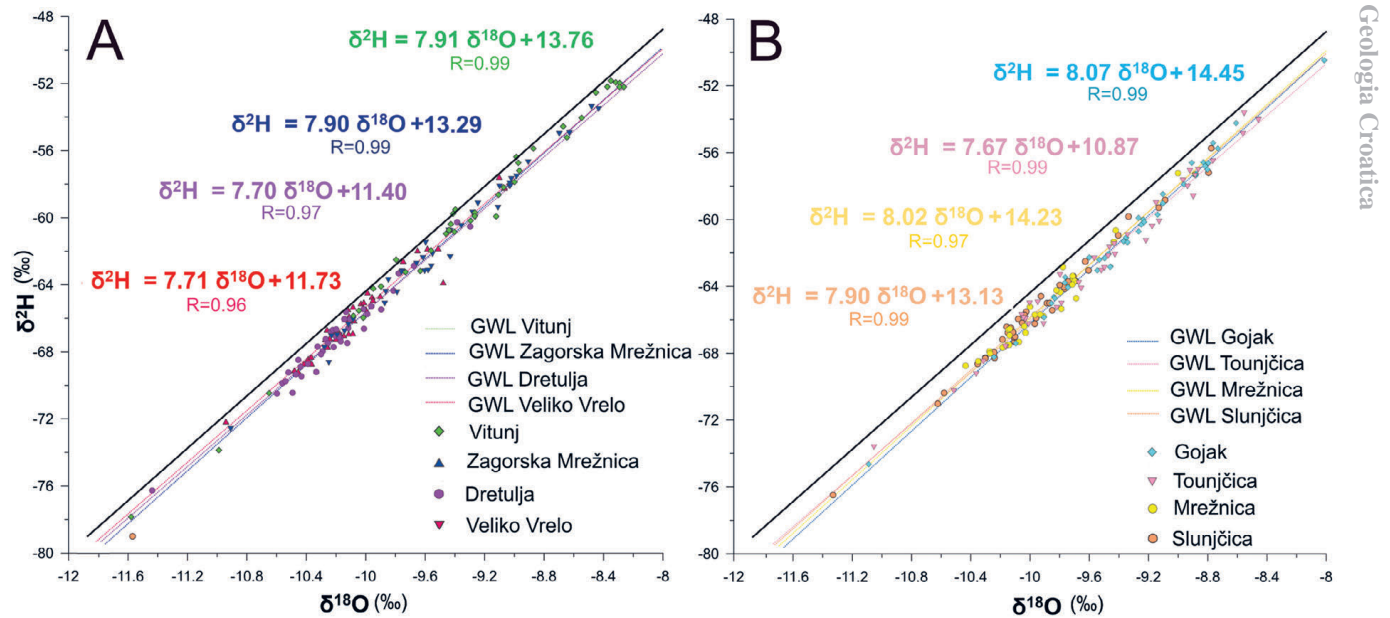 Geologia Croatica
A
δ²H = 7.91 δ¹⁸O+13.76
R=0.99
δ²H = 7.90 δ¹⁸O+13.29
R=0.99
δ²H = 7.70 δ¹⁸O+11.40
R=0.97
δ²H = 7.71 δ¹⁸O+11.73
R=0.96
δ²H (‰)
-48
-52
-56
-60
-64
-68
-72
-76
-80
GWL Vitunj
GWL Zagorska Mrežnica
GWL Dretulja
GWL Veliko Vrelo
Vitunj
Zagorska Mrežnica
Dretulja
Veliko Vrelo
-12 -11.6 -11.2 -10.8 -10.4 -10 -9.6 -9.2 -8.8 -8.4 -8
δ¹⁸O (‰)
B
δ²H = 8.07 δ¹⁸O+14.45
R=0.99
δ²H = 7.67 δ¹⁸O+10.87
R=0.99
δ²H = 8.02 δ¹⁸O+14.23
R=0.97
δ²H = 7.90 δ¹⁸O+13.13
R=0.99
-48
-52
-56
-60
-64
-68
-72
-76
-80
GWL Gojak
GWL Tounjčica
GWL Mrežnica
GWL Slunjčica
Gojak
Tounjčica
Mrežnica
Slunjčica
-12 -11.6 -11.2 -10.8 -10.4 -10 -9.6 -9.2 -8.8 -8.4 -8
δ¹⁸O (‰)